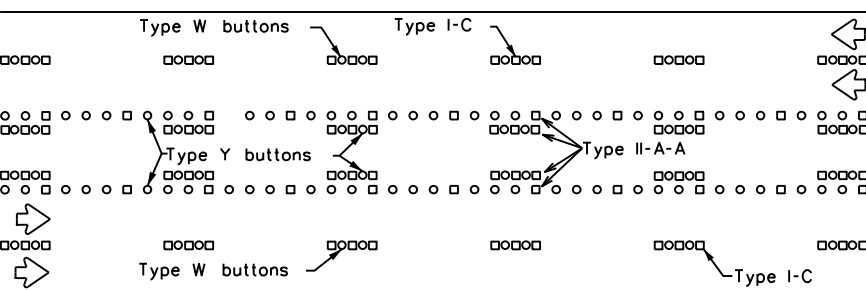 Type W buttons
Type I-C
Type Y buttons
Type II-A-A
Type W buttons
Type I-C